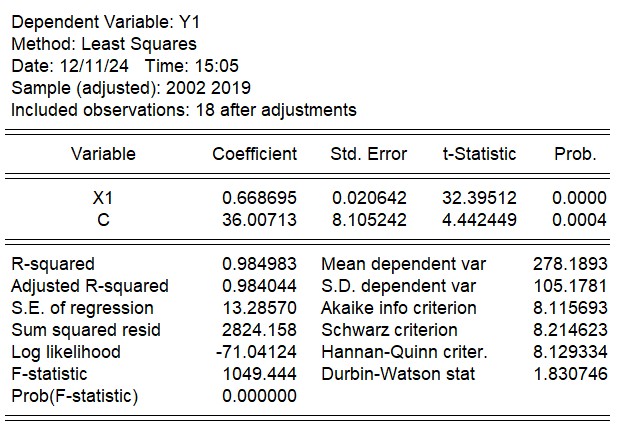 Dependent Variable: Y1
Method: Least Squares
Date: 12/11/24 Time: 15:05
Sample (adjusted): 2002 2019
Included observations: 18 after adjustments
Variable Coefficient Std. Error t-Statistic Prob.
X1 0.668695 0.020642 32.39512 0.0000
C 36.00713 8.105242 4.442449 0.0004
R-squared 0.984983 Mean dependent var 278.1893
Adjusted R-squared 0.984044 S.D. dependent var 105.1781
S.E. of regression 13.28570 Akaike info criterion 8.115693
Sum squared resid 2824.158 Schwarz criterion 8.214623
Log likelihood -71.04124 Hannan-Quinn criter. 8.129334
F-statistic 1049.444 Durbin-Watson stat 1.830746
Prob(F-statistic) 0.000000